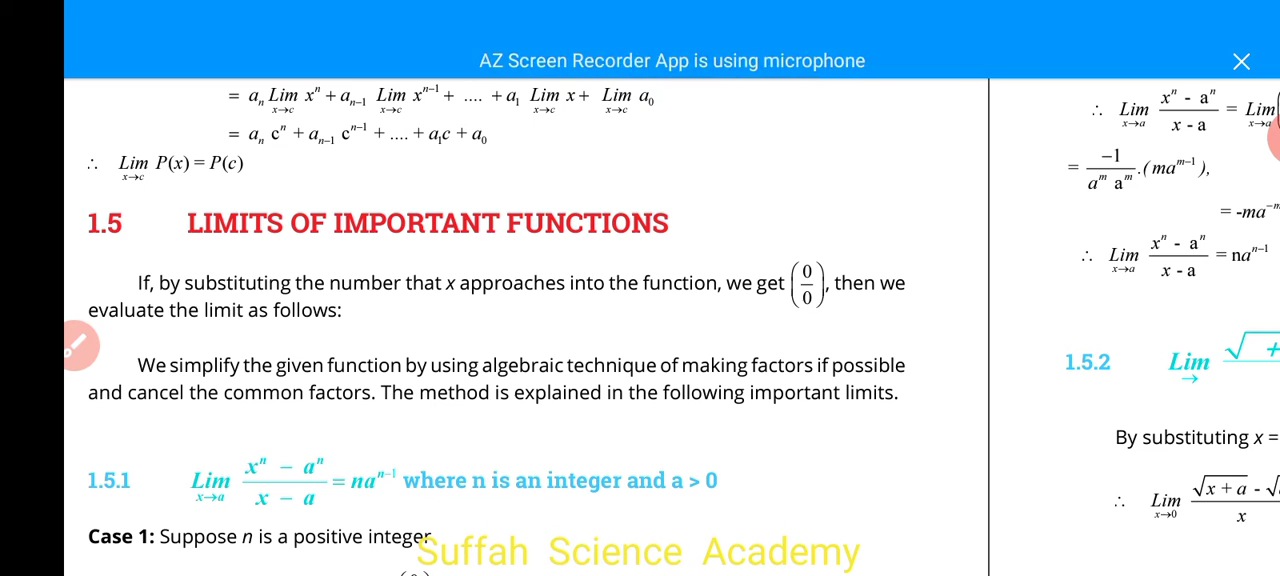 AZ Screen Recorder App is using microphone
= aₙ Lim x→c xⁿ + aₙ₋₁ Lim x→c xⁿ⁻¹ + .... + a₁ Lim x→c x + Lim x→c a₀
= aₙ cⁿ + aₙ₋₁ cⁿ⁻¹ + .... + a₁c + a₀
∴ Lim x→c P(x) = P(c)
1.5 LIMITS OF IMPORTANT FUNCTIONS
If, by substituting the number that x approaches into the function, we get (0/0), then we
evaluate the limit as follows:
We simplify the given function by using algebraic technique of making factors if possible
and cancel the common factors. The method is explained in the following important limits.
1.5.1 Lim x→a (xⁿ - aⁿ)/(x - a) = naⁿ⁻¹ where n is an integer and a > 0
Case 1: Suppose n is a positive integer
Suffah Science Academy
∴ Lim x→a (xⁿ - aⁿ)/(x - a) = Lim x→a
= -1/(aᵐ aᵐ) .(maᵐ⁻¹),
= -ma⁻ᵐ
∴ Lim x→a (xⁿ - aⁿ)/(x - a) = naⁿ⁻¹
1.5.2 Lim → √ +
By substituting x =
∴ Lim x→0 (√x + a - √)/x